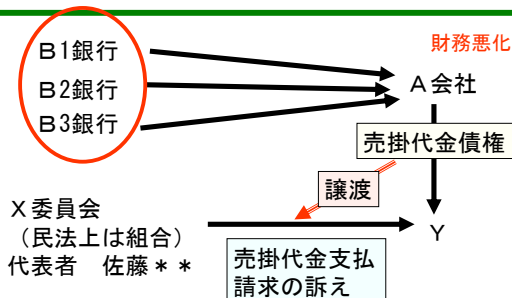 B1銀行
B2銀行
B3銀行
財務悪化
A会社
売掛代金債権
譲渡
X委員会
(民法上は組合)
代表者 佐藤**
Y
売掛代金支払
請求の訴え